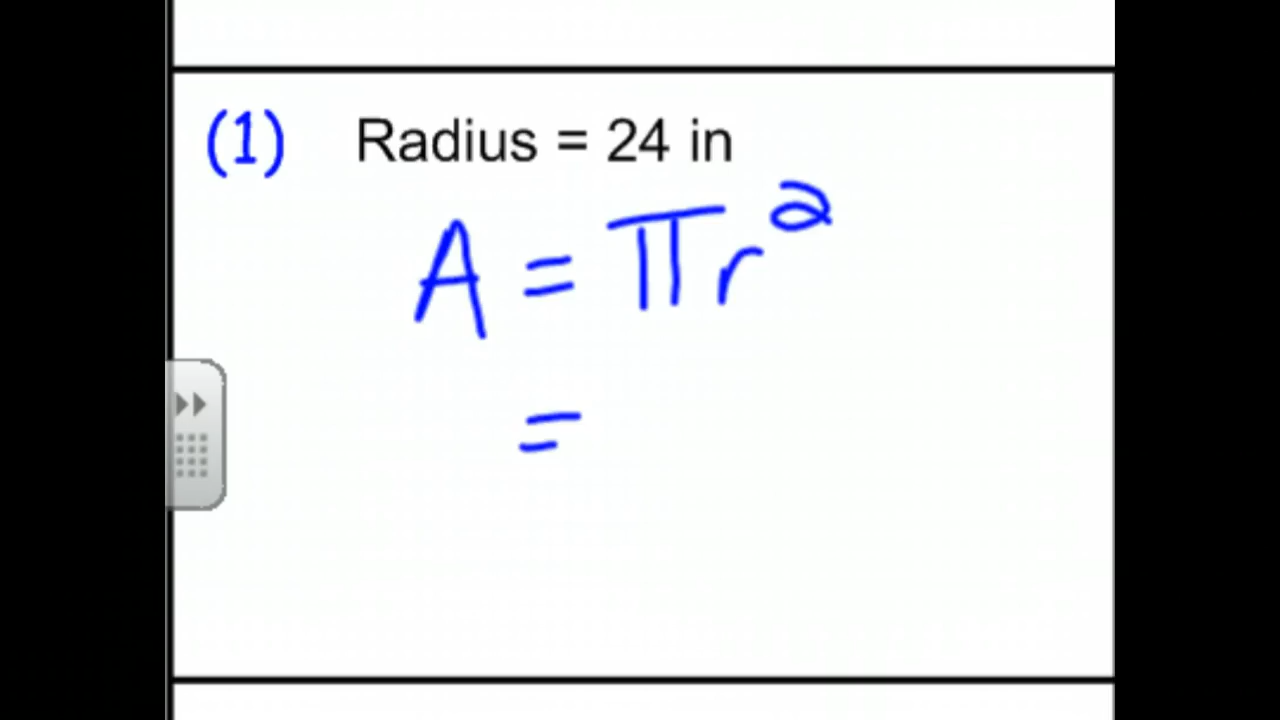 (1) Radius = 24 in
A = πr²
=